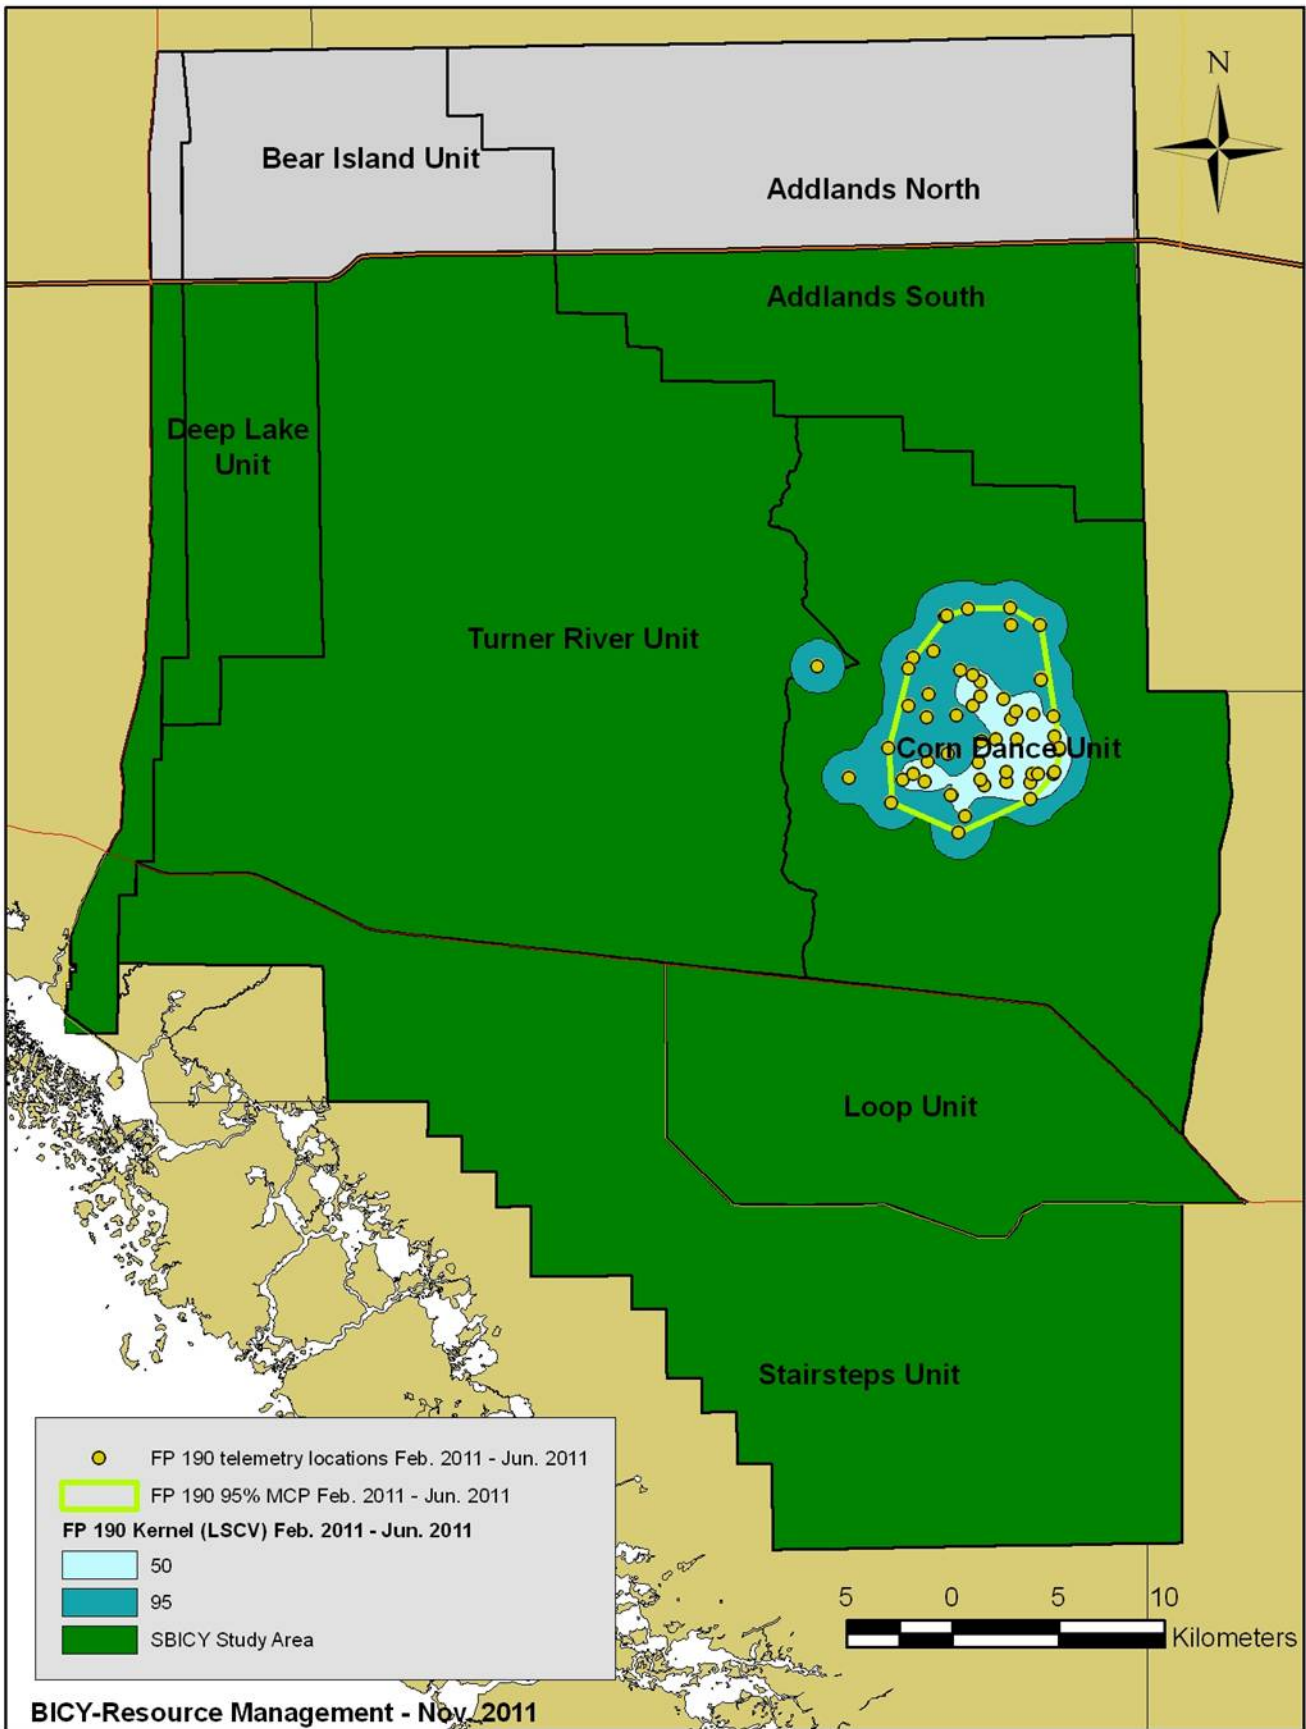 N
Bear Island Unit
Addlands North
Addlands South
Deep Lake
Unit
Turner River Unit
Corn Dance Unit
Loop Unit
Stairsteps Unit
FP 190 telemetry locations Feb. 2011 - Jun. 2011
FP 190 95% MCP Feb. 2011 - Jun. 2011
FP 190 Kernel (LSCV) Feb. 2011 - Jun. 2011
50
95
SBICY Study Area
5 0 5 10
Kilometers
BICY-Resource Management - Nov. 2011